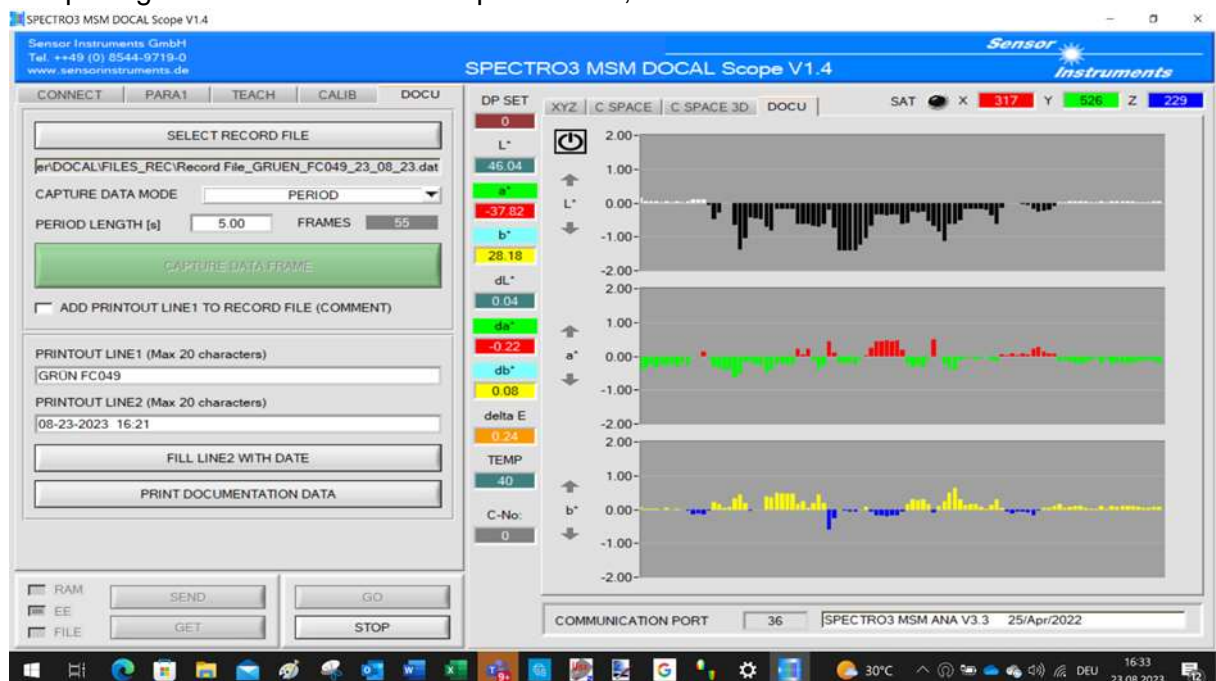 SPECTRO3 MSM DOCAL Scope V1.4
Sensor Instruments GmbH
Tel. ++49 (0) 8544-9719-0
www.sensorinstruments.de
SPECTRO3 MSM DOCAL Scope V1.4
Sensor
Instruments
CONNECT PARA1 TEACH CALIB DOCU
SELECT RECORD FILE
er\DOCAL\FILES_REC\Record File_GRUEN_FC049_23_08_23.dat
CAPTURE DATA MODE PERIOD
PERIOD LENGTH [s] 5.00 FRAMES 55
CAPTURE DATA FRAME
ADD PRINTOUT LINE1 TO RECORD FILE (COMMENT)
PRINTOUT LINE1 (Max 20 characters)
GRÜN FC049
PRINTOUT LINE2 (Max 20 characters)
08-23-2023 16:21
FILL LINE2 WITH DATE
PRINT DOCUMENTATION DATA
RAM
EE
FILE
SEND
GET
GO
STOP
DP SET
0
L*
46.04
a*
-37.82
b*
28.18
dL*
0.04
da*
-0.22
db*
0.08
delta E
0.24
TEMP
40
C-No:
0
XYZ C SPACE C SPACE 3D DOCU
SAT X 317 Y 526 Z 229
2.00
1.00
L* 0.00
-1.00
-2.00
2.00
1.00
a* 0.00
-1.00
-2.00
2.00
1.00
b* 0.00
-1.00
-2.00
COMMUNICATION PORT 36 SPECTRO3 MSM ANA V3.3 25/Apr/2022
30°C DEU 16:33
23.08.2023